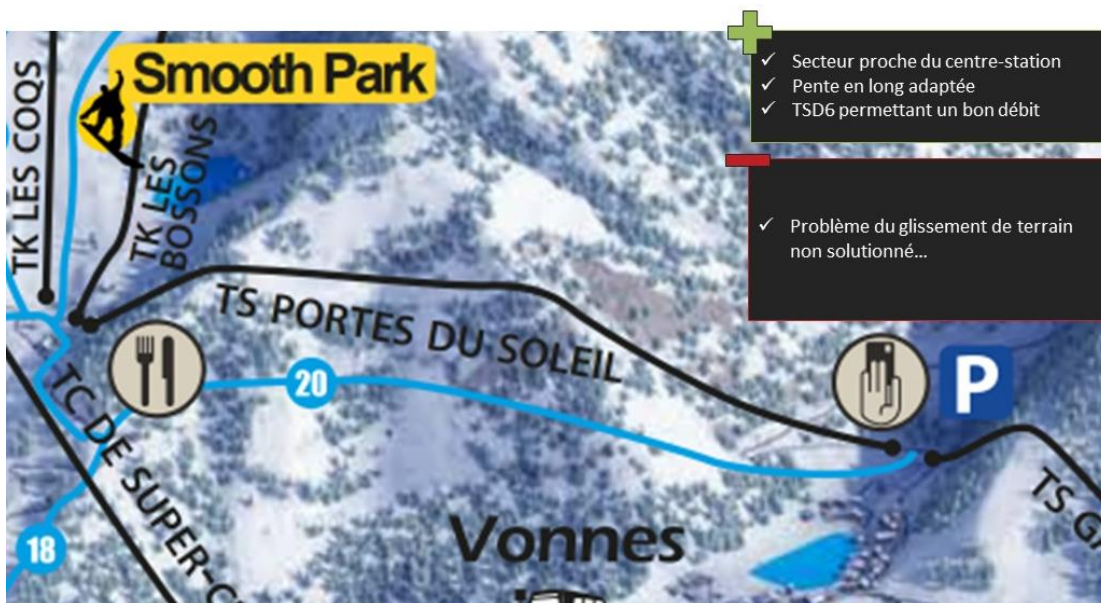 Smooth Park
TK LES COQS
TK LES
BOSSONS
✓ Secteur proche du centre-station
✓ Pente en long adaptée
✓ TSD6 permettant un bon débit
✓ Problème du glissement de terrain
non solutionné...
TS PORTES DU SOLEIL
20
P
TC DE SUPER-C
TS GA
Vonnes
18